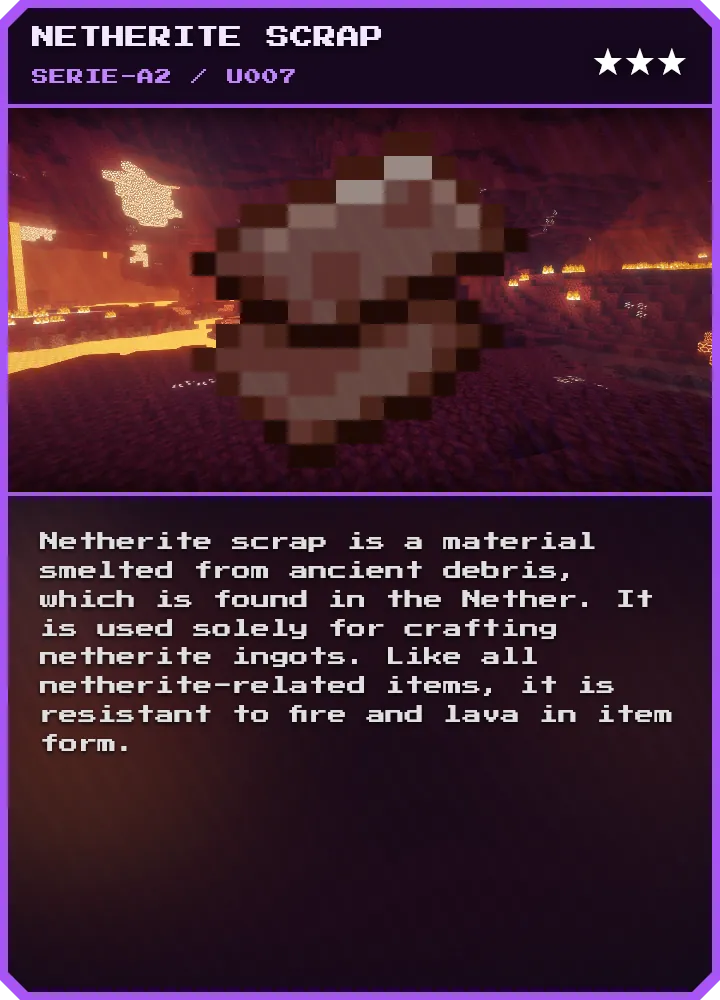 NETHERITE SCRAP
SERIE-A2 / U007
★★★
Netherite scrap is a material
smelted from ancient debris,
which is found in the Nether. It
is used solely for crafting
netherite ingots. Like all
netherite-related items, it is
resistant to fire and lava in item
form.